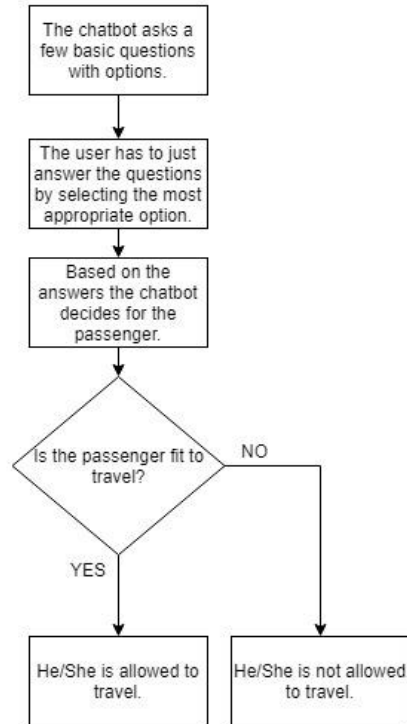 The chatbot asks a
few basic questions
with options.
The user has to just
answer the questions
by selecting the most
appropriate option.
Based on the
answers the chatbot
decides for the
passenger.
Is the passenger fit to
travel?
NO
YES
He/She is allowed to
travel.
He/She is not allowed
to travel.